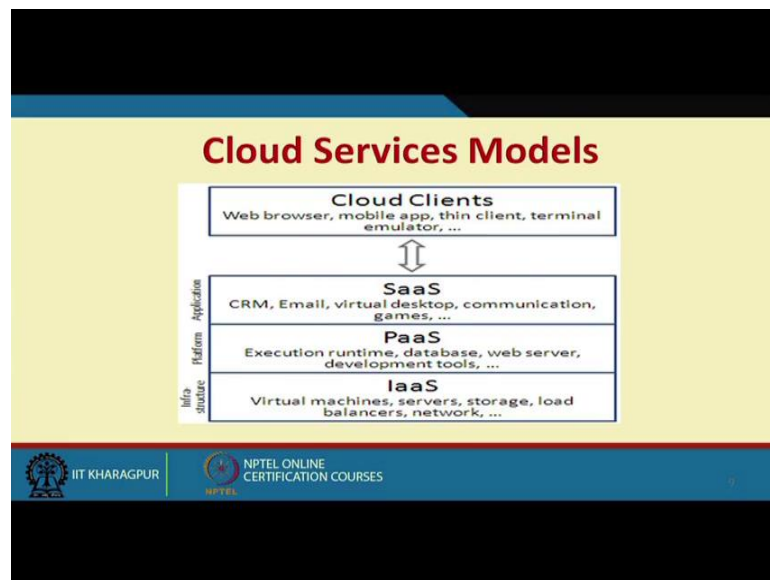 Cloud Services Models
Cloud Clients
Web browser, mobile app, thin client, terminal
emulator, ...
Application
SaaS
CRM, Email, virtual desktop, communication,
games, ...
Platform
PaaS
Execution runtime, database, web server,
development tools, ...
Infra-
structure
IaaS
Virtual machines, servers, storage, load
balancers, network, ...
IIT KHARAGPUR
NPTEL
NPTEL ONLINE
CERTIFICATION COURSES
9